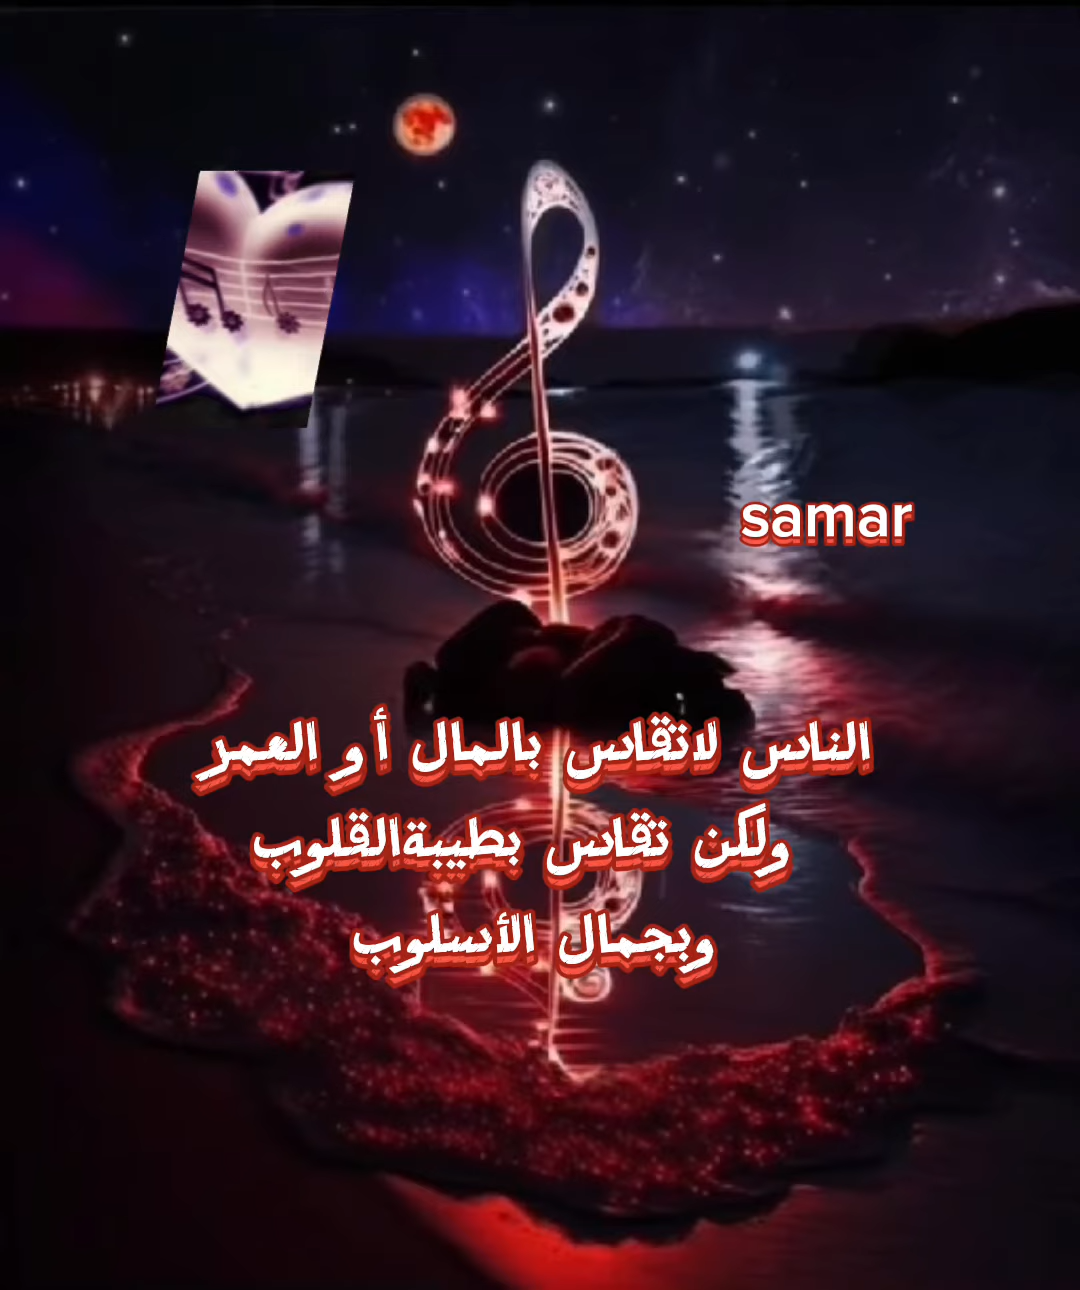 samar
الناس لاتقاس بالمال أو العمر
ولكن تقاس بطيبةالقلوب
وبجمال الأسلوب